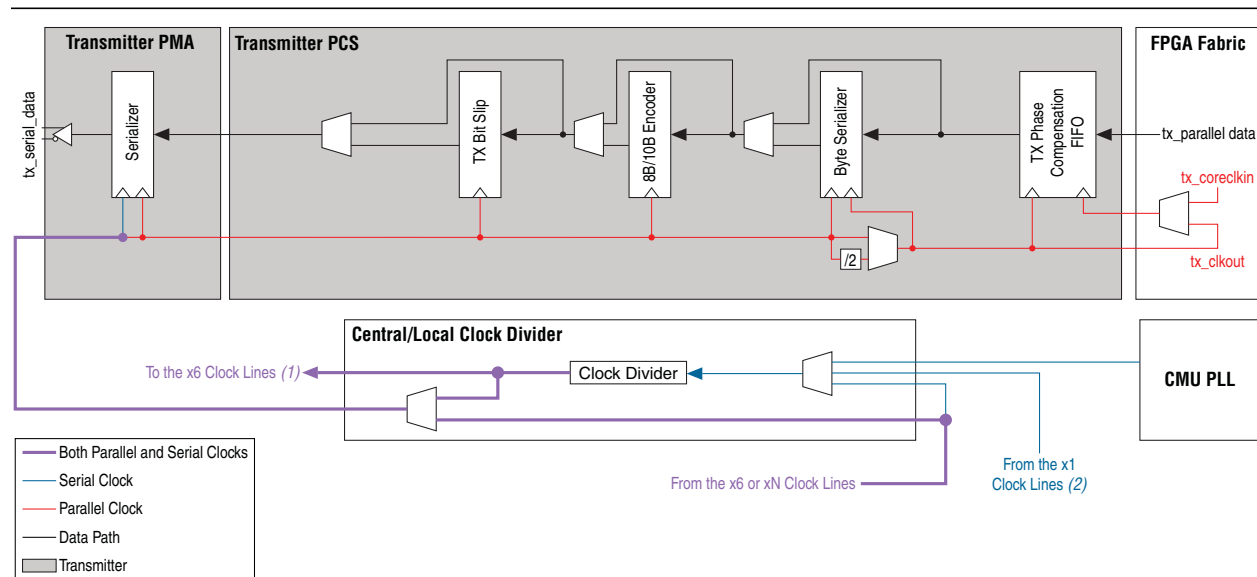 Transmitter PMA
Transmitter PCS
FPGA Fabric
tx_serial_data
Serializer
TX Bit Slip
8B/10B Encoder
Byte Serializer
TX Phase
Compensation
FIFO
tx_parallel data
tx_coreclkin
/2
tx_clkout
Central/Local Clock Divider
To the x6 Clock Lines (1)
Clock Divider
CMU PLL
Both Parallel and Serial Clocks
Serial Clock
Parallel Clock
Data Path
Transmitter
From the x6 or xN Clock Lines
From the x1
Clock Lines (2)